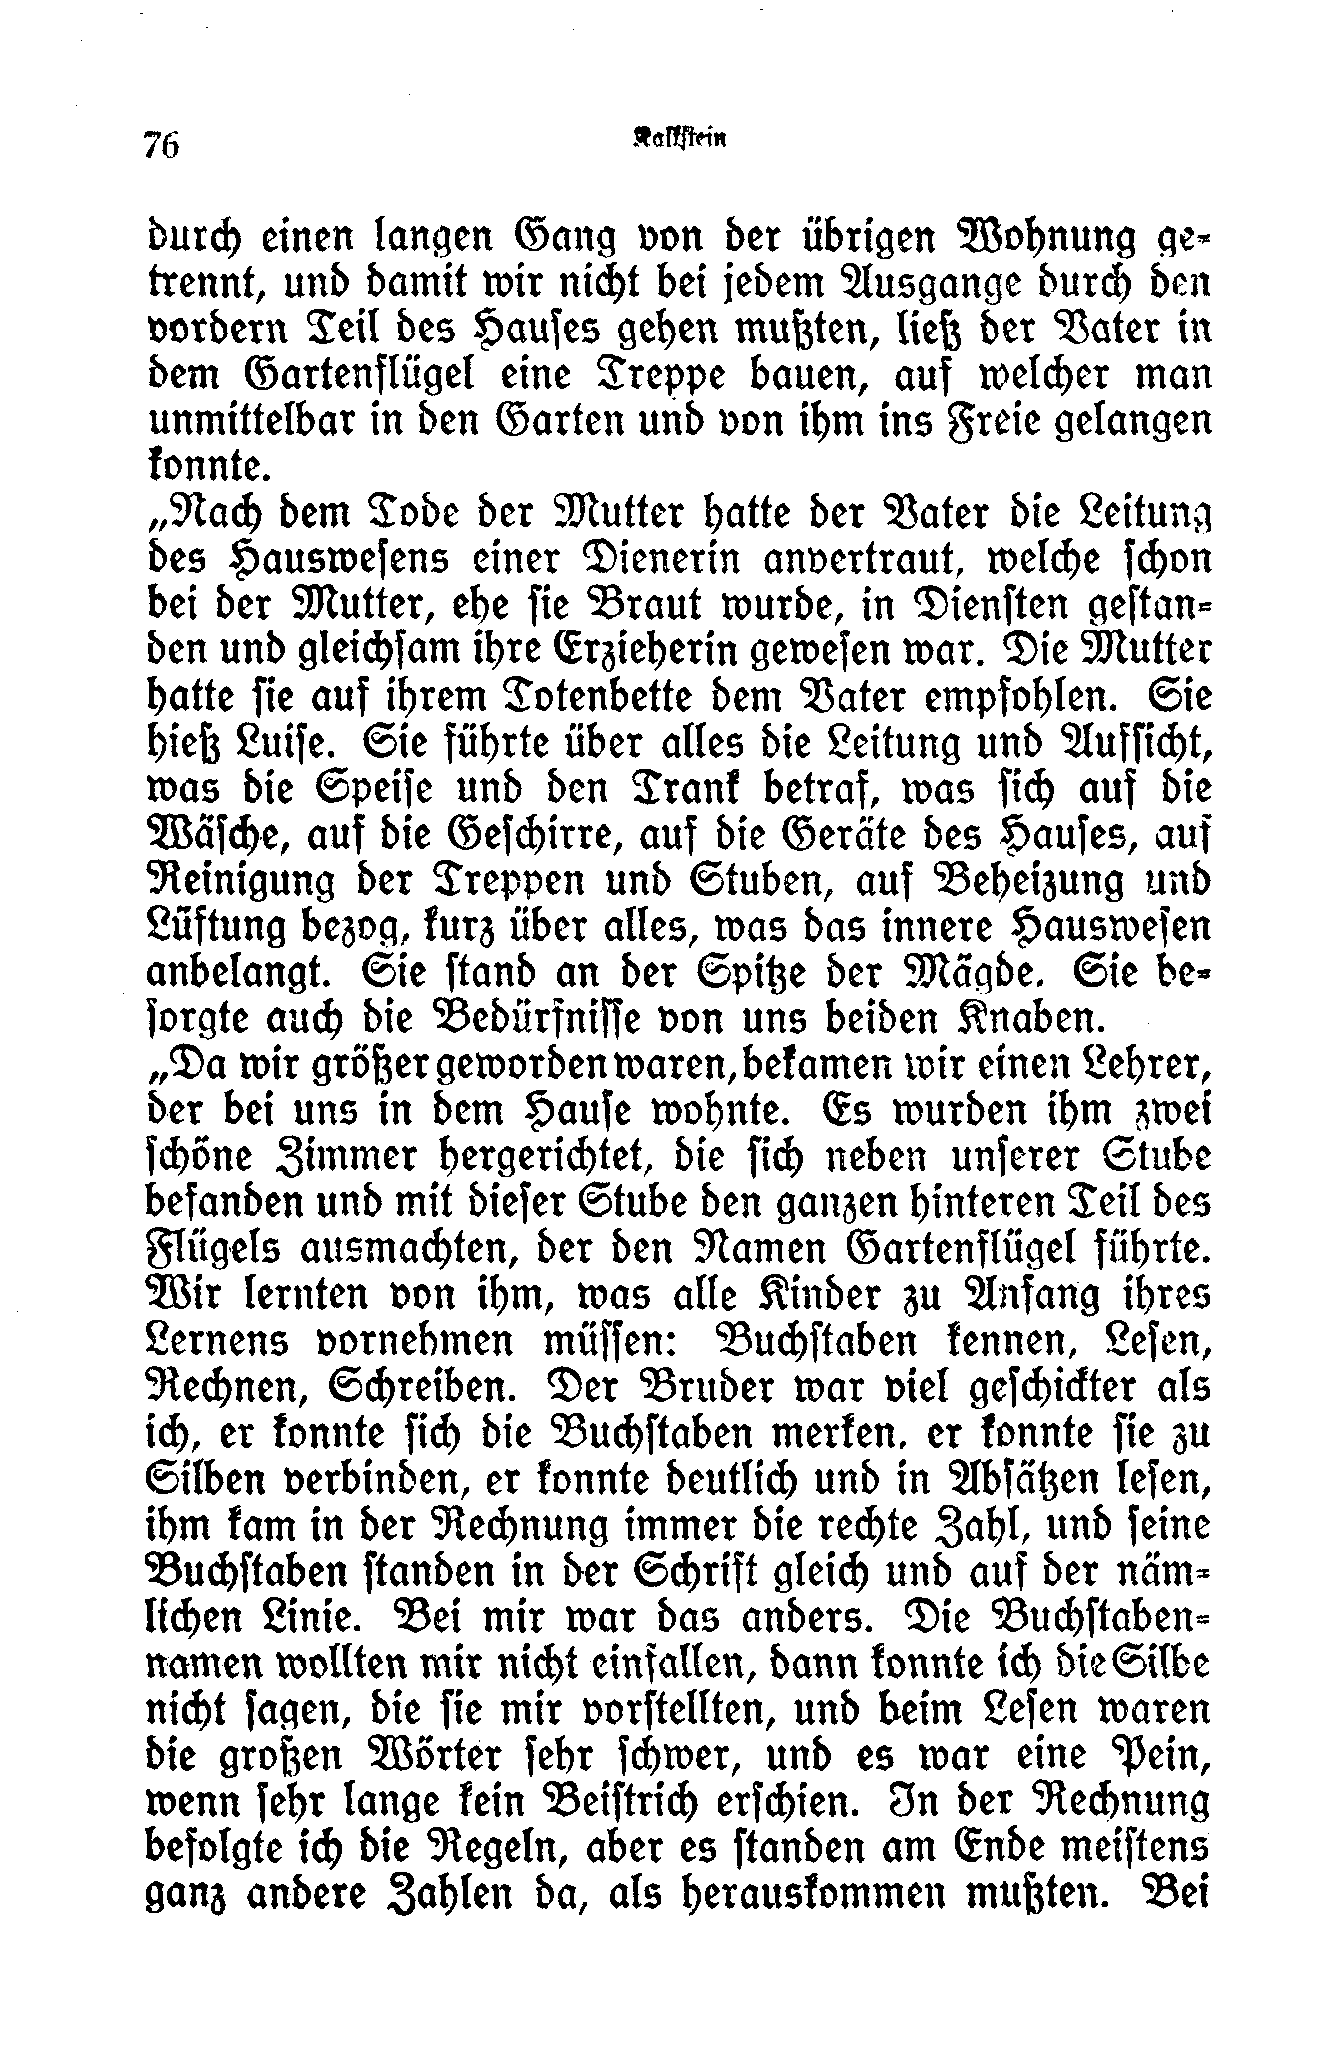 76
Kalkstein
durch einen langen Gang von der übrigen Wohnung ge-
trennt, und damit wir nicht bei jedem Ausgange durch den
vordern Teil des Hauses gehen mußten, ließ der Vater in
dem Gartenflügel eine Treppe bauen, auf welcher man
unmittelbar in den Garten und von ihm ins Freie gelangen
konnte.
„Nach dem Tode der Mutter hatte der Vater die Leitung
des Hauswesens einer Dienerin anvertraut, welche schon
bei der Mutter, ehe sie Braut wurde, in Diensten gestan-
den und gleichsam ihre Erzieherin gewesen war. Die Mutter
hatte sie auf ihrem Totenbette dem Vater empfohlen. Sie
hieß Luise. Sie führte über alles die Leitung und Aufsicht,
was die Speise und den Trank betraf, was sich auf die
Wäsche, auf die Geschirre, auf die Geräte des Hauses, auf
Reinigung der Treppen und Stuben, auf Beheizung und
Lüftung bezog, kurz über alles, was das innere Hauswesen
anbelangt. Sie stand an der Spitze der Mägde. Sie be-
sorgte auch die Bedürfnisse von uns beiden Knaben.
„Da wir größer geworden waren, bekamen wir einen Lehrer,
der bei uns in dem Hause wohnte. Es wurden ihm zwei
schöne Zimmer hergerichtet, die sich neben unserer Stube
befanden und mit dieser Stube den ganzen hinteren Teil des
Flügels ausmachten, der den Namen Gartenflügel führte.
Wir lernten von ihm, was alle Kinder zu Anfang ihres
Lernens vornehmen müssen: Buchstaben kennen, Lesen,
Rechnen, Schreiben. Der Bruder war viel geschickter als
ich, er konnte sich die Buchstaben merken, er konnte sie zu
Silben verbinden, er konnte deutlich und in Absätzen lesen,
ihm kam in der Rechnung immer die rechte Zahl, und seine
Buchstaben standen in der Schrift gleich und auf der näm-
lichen Linie. Bei mir war das anders. Die Buchstaben-
namen wollten mir nicht einfallen, dann konnte ich die Silbe
nicht sagen, die sie mir vorstellten, und beim Lesen waren
die großen Wörter sehr schwer, und es war eine Pein,
wenn sehr lange kein Beistrich erschien. In der Rechnung
befolgte ich die Regeln, aber es standen am Ende meistens
ganz andere Zahlen da, als herauskommen mußten. Bei